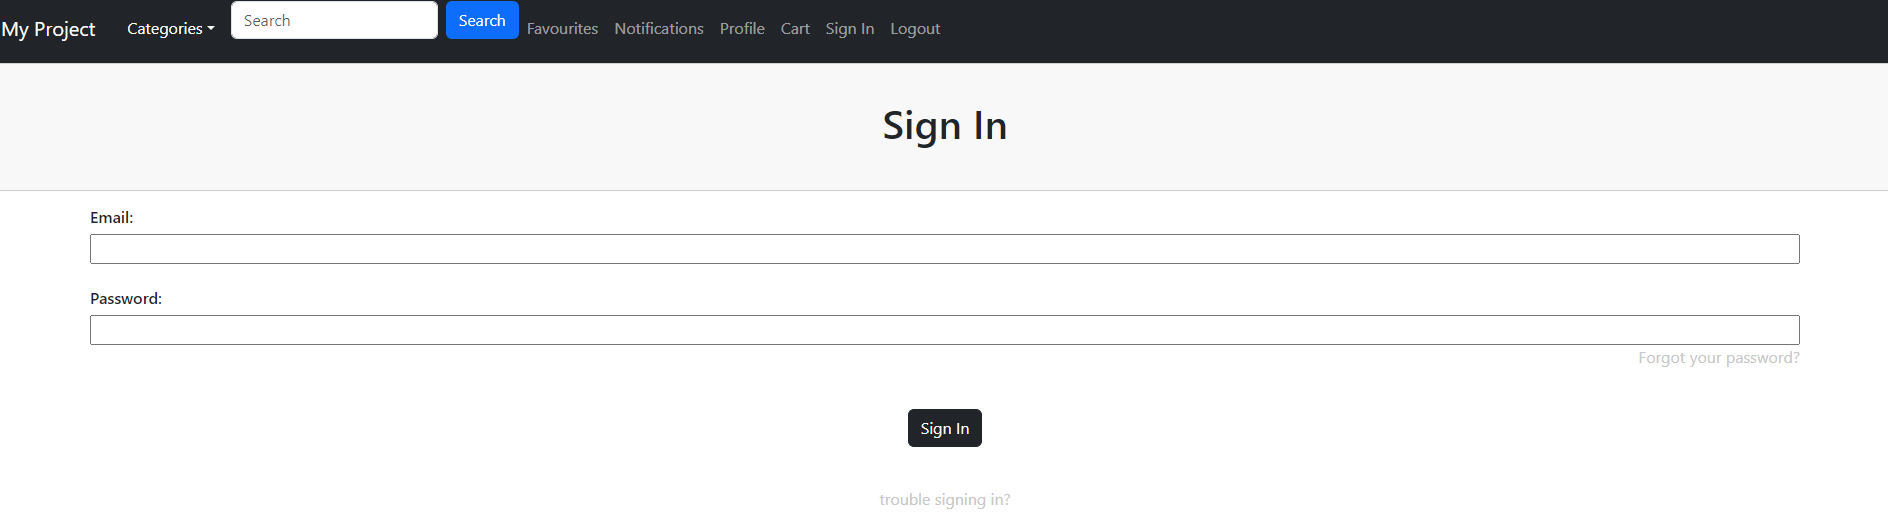 My Project Categories Search Search Favourites Notifications Profile Cart Sign In Logout
Sign In
Email:
Password:
Forgot your password?
Sign In
trouble signing in?